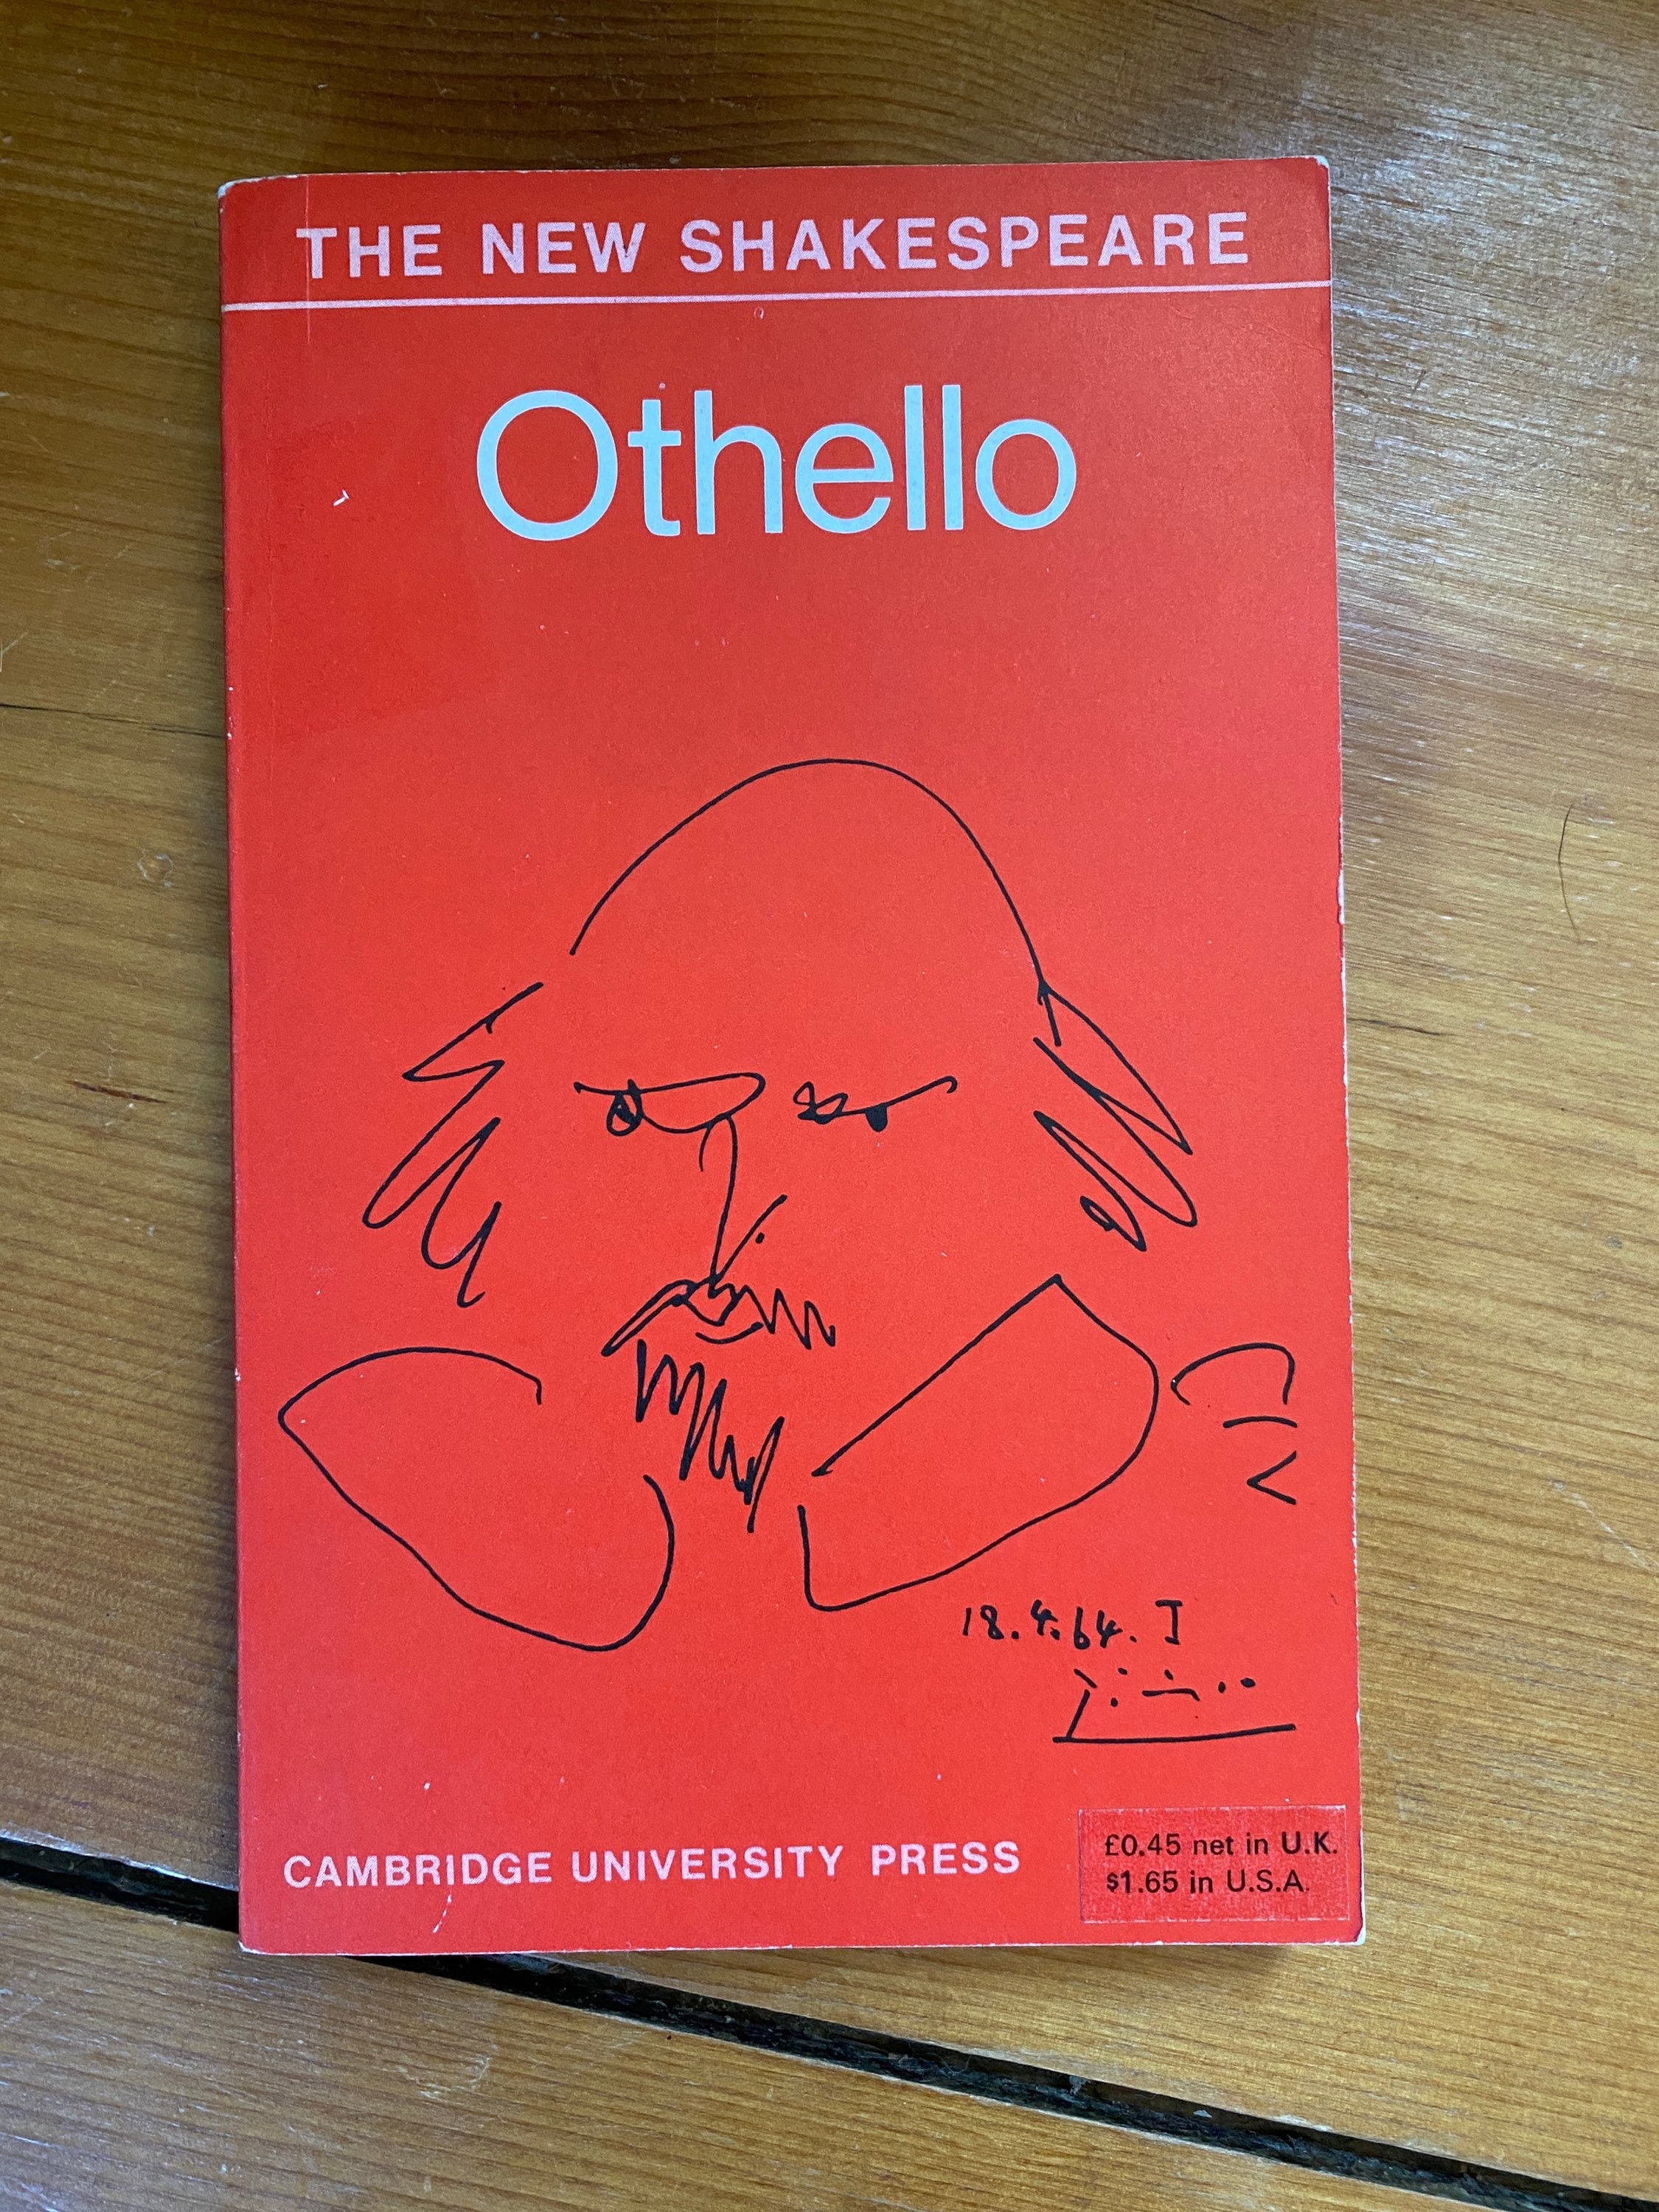 THE NEW SHAKESPEARE
Othello
18.4.64. I
CAMBRIDGE UNIVERSITY PRESS
£0.45 net in U.K.
$1.65 in U.S.A.